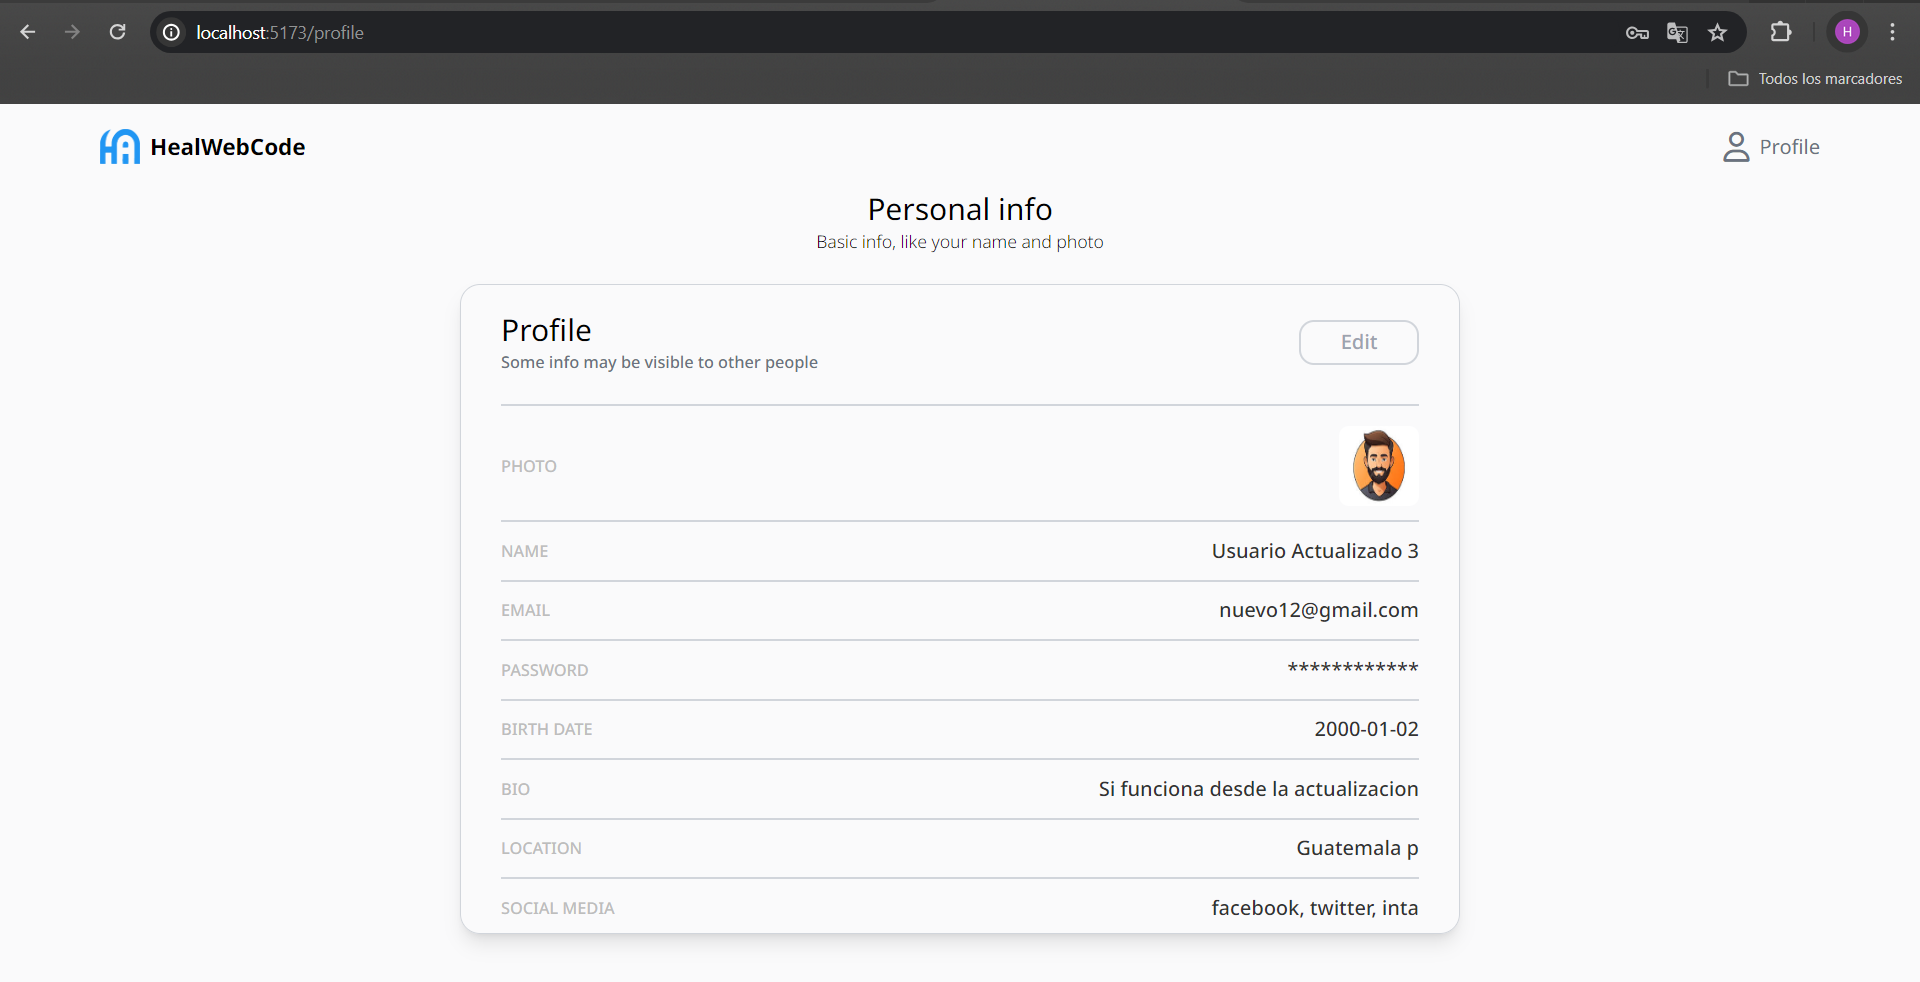 localhost:5173/profile
H
Todos los marcadores
HealWebCode
Profile
Personal info
Basic info, like your name and photo
Profile
Some info may be visible to other people
Edit
PHOTO
NAME
Usuario Actualizado 3
EMAIL
nuevo12@gmail.com
PASSWORD
************
BIRTH DATE
2000-01-02
BIO
Si funciona desde la actualizacion
LOCATION
Guatemala p
SOCIAL MEDIA
facebook, twitter, inta